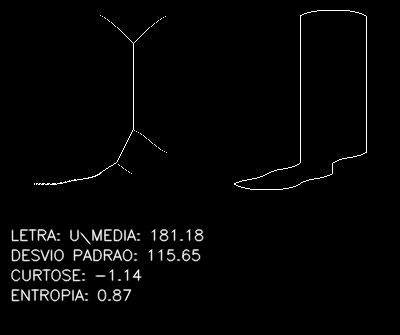 LETRA: U\MEDIA: 181.18
DESVIO PADRAO: 115.65
CURTOSE: -1.14
ENTROPIA: 0.87